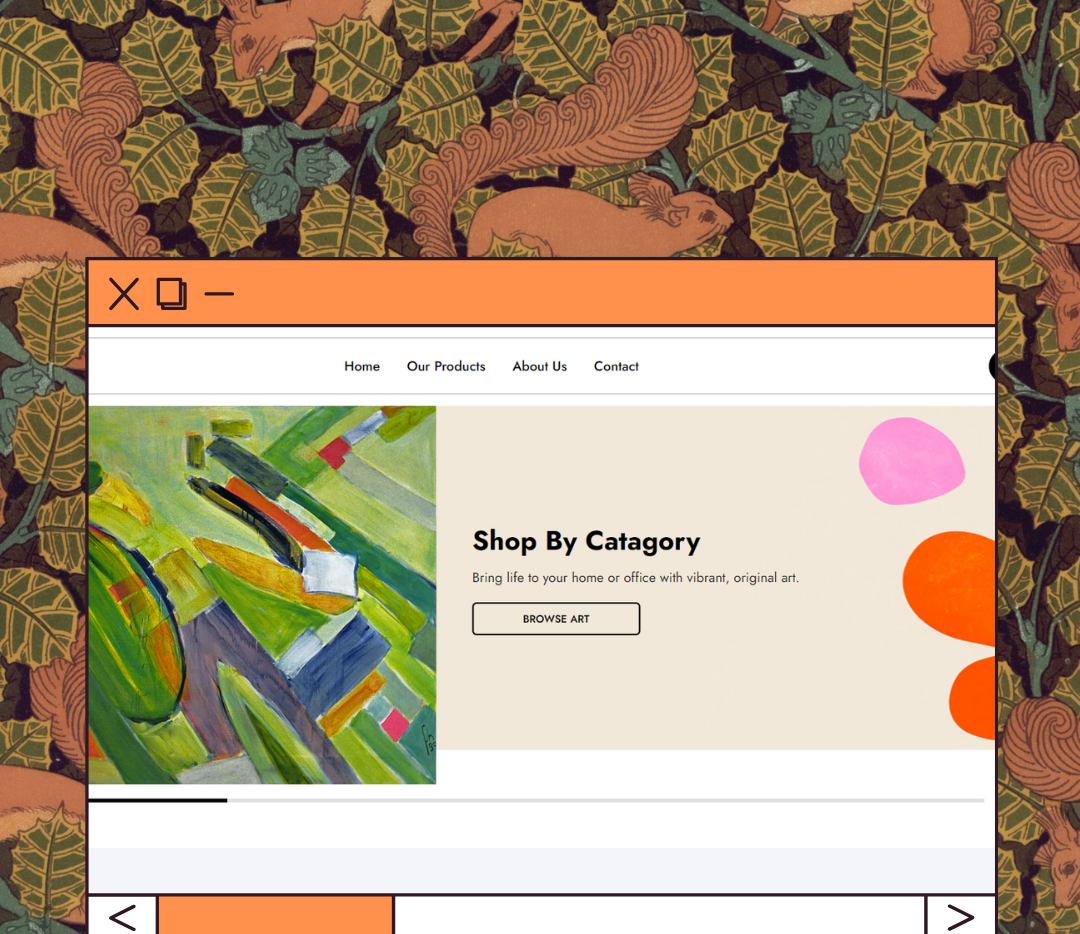 Home Our Products About Us Contact
Shop By Catagory
Bring life to your home or office with vibrant, original art.
BROWSE ART